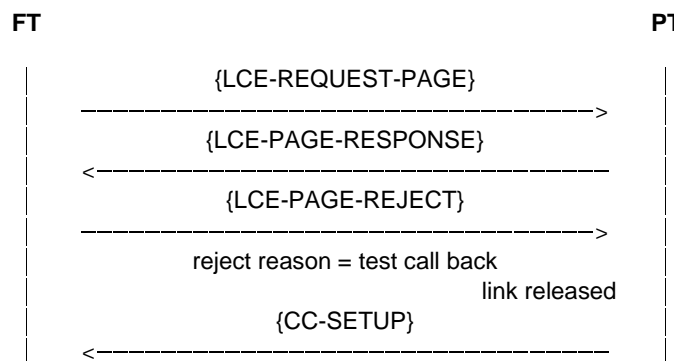 FT PT
{LCE-REQUEST-PAGE}
{LCE-PAGE-RESPONSE}
{LCE-PAGE-REJECT}
reject reason = test call back
link released
{CC-SETUP}